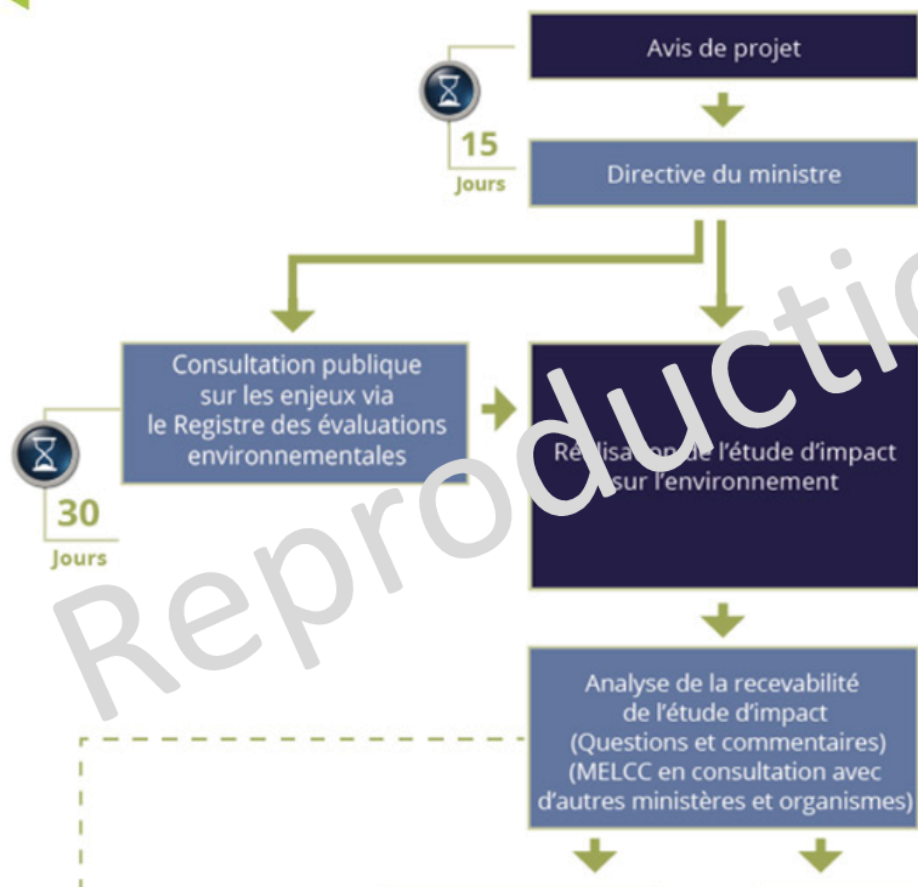 Avis de projet
15
Jours
Directive du ministre
Consultation publique
sur les enjeux via
le Registre des évaluations
environnementales
30
Jours
Réalisation de l'étude d'impact
sur l'environnement
Analyse de la recevabilité
de l'étude d'impact
(Questions et commentaires)
(MELCC en consultation avec
d'autres ministères et organismes)
Reproductio